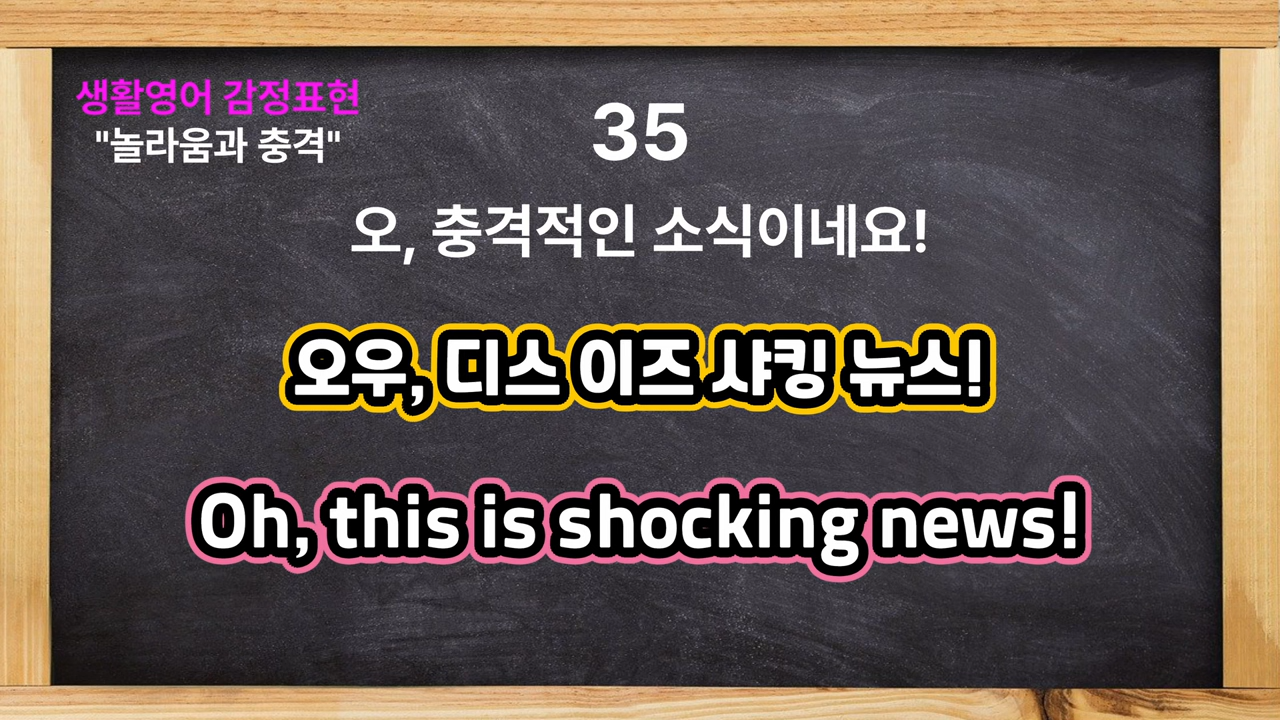 생활영어 감정표현
"놀라움과 충격"
35
오, 충격적인 소식이네요!
오우, 디스 이즈 샤킹 뉴스!
Oh, this is shocking news!